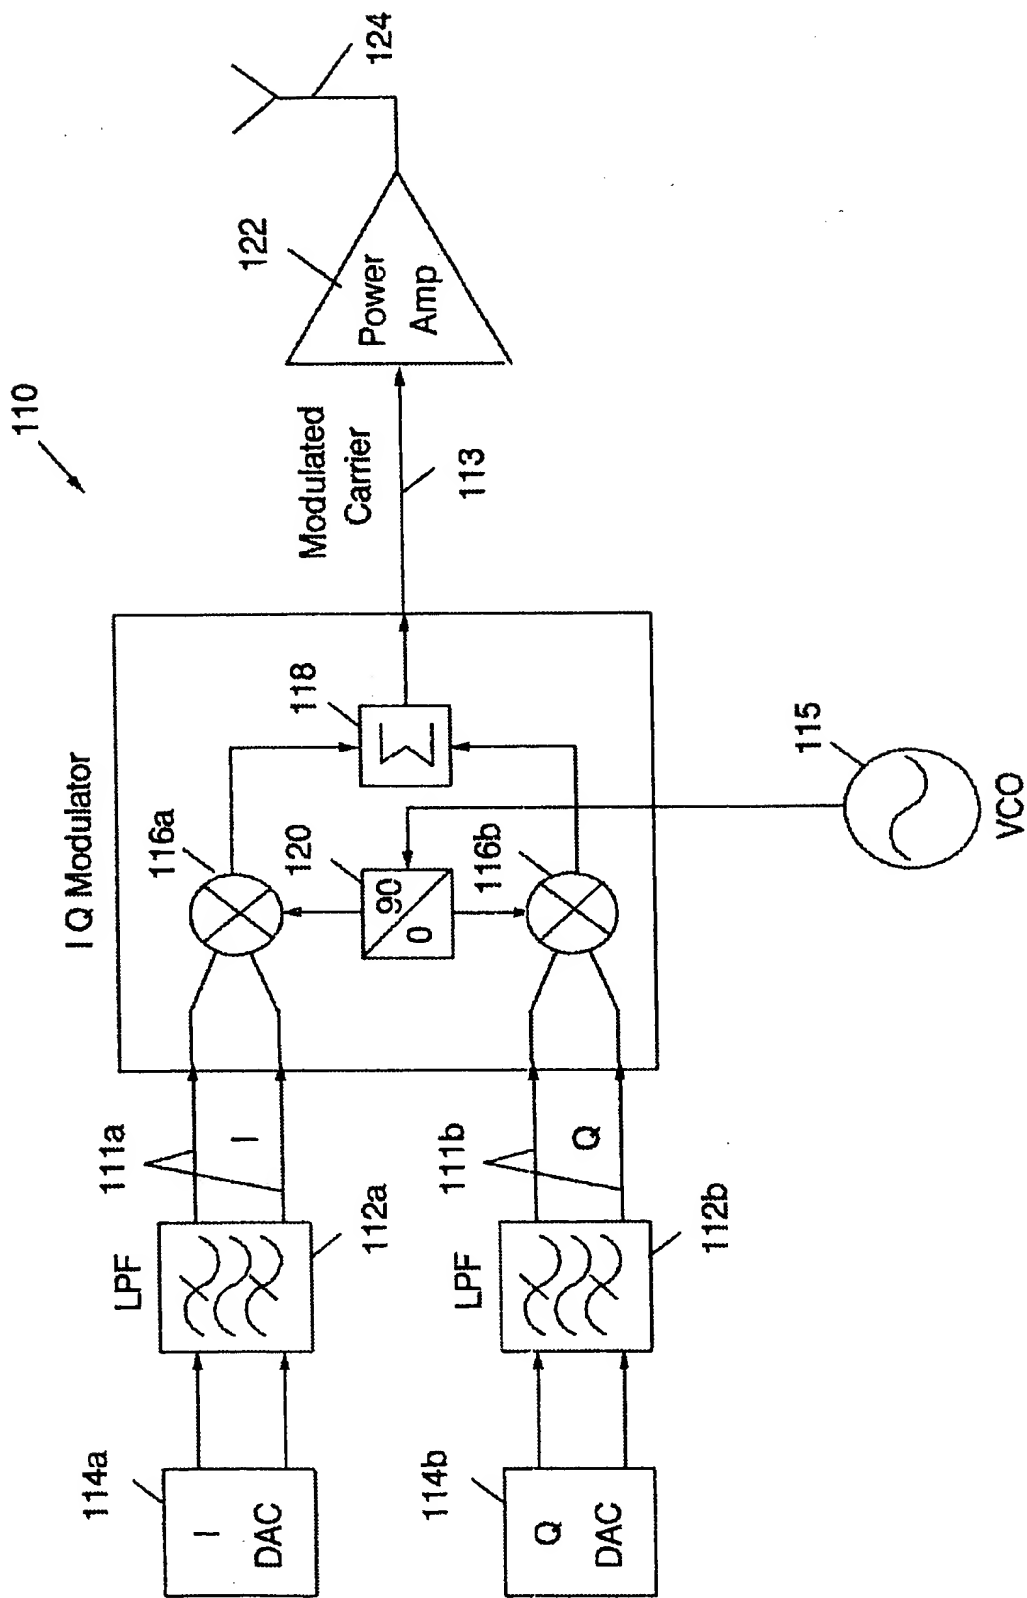 110
I Q Modulator
114a
I
DAC
LPF
112a
111a
I
116a
120
90
0
118
Σ
Modulated
Carrier
113
122
Power
Amp
124
114b
Q
DAC
LPF
112b
111b
Q
116b
115
VCO